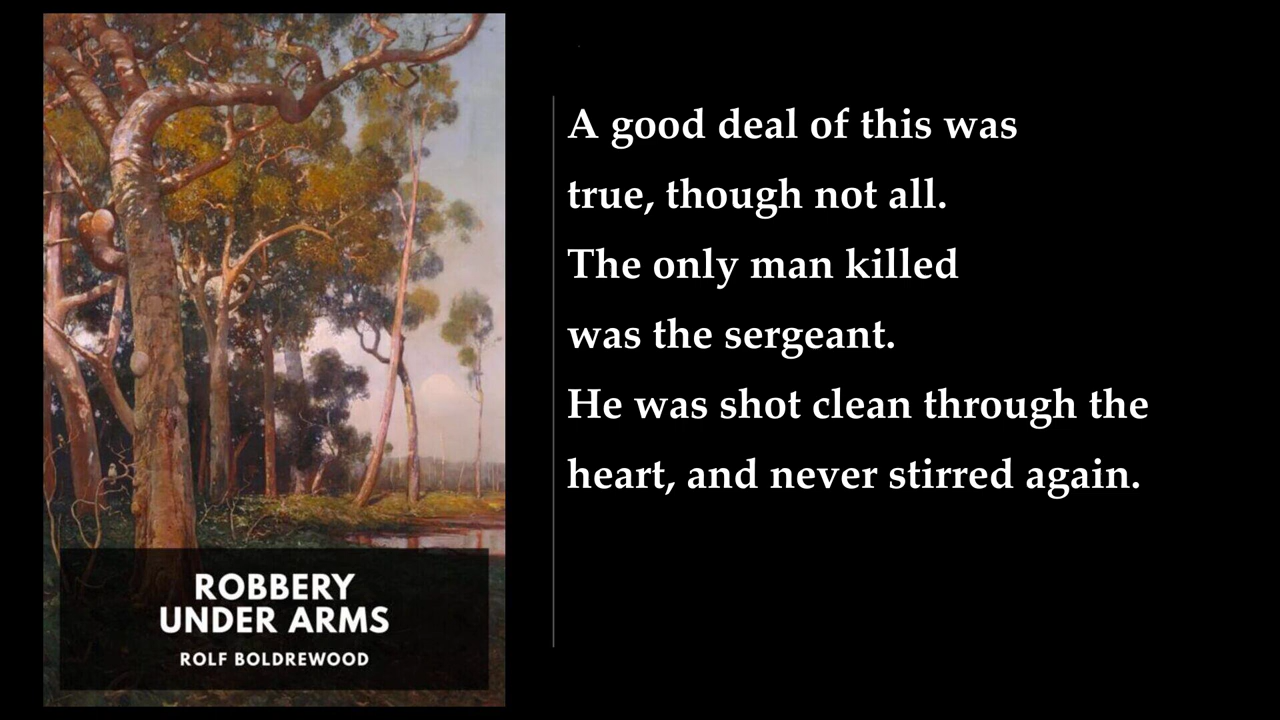 A good deal of this was
true, though not all.
The only man killed
was the sergeant.
He was shot clean through the
heart, and never stirred again.
ROBBERY
UNDER ARMS
ROLF BOLDREWOOD